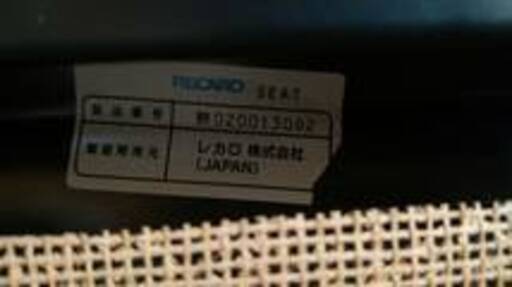 RECARO SEAT
製造番号 020013002
製造販売元 レカロ 株式会社
(JAPAN)